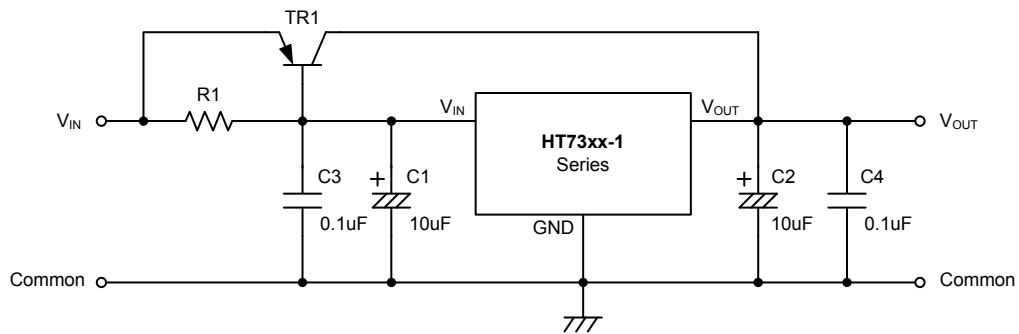 TR1
R1
V_IN
V_IN
HT73xx-1
Series
V_OUT
V_OUT
C3
0.1uF
+
C1
10uF
GND
+
C2
10uF
C4
0.1uF
Common
Common